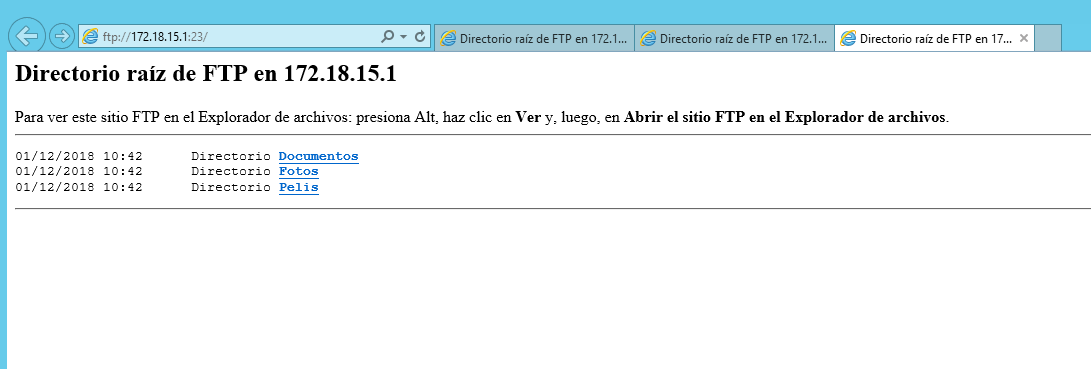 ftp://172.18.15.1:23/
Directorio raíz de FTP en 172.1...
Directorio raíz de FTP en 172.1...
Directorio raíz de FTP en 17...
Directorio raíz de FTP en 172.18.15.1
Para ver este sitio FTP en el Explorador de archivos: presiona Alt, haz clic en Ver y, luego, en Abrir el sitio FTP en el Explorador de archivos.
01/12/2018 10:42 Directorio Documentos
01/12/2018 10:42 Directorio Fotos
01/12/2018 10:42 Directorio Pelis